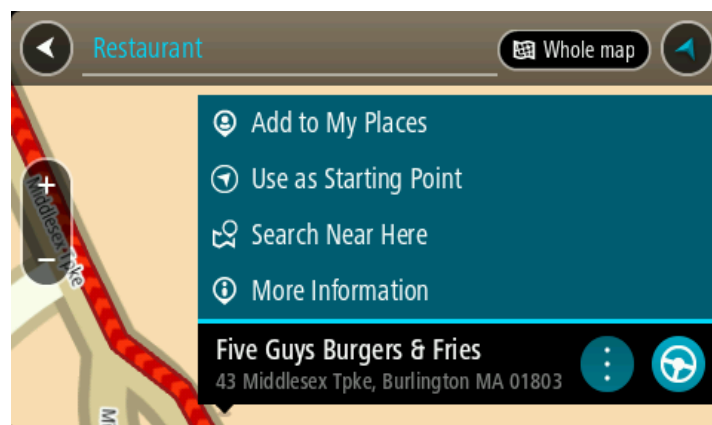 Restaurant
Whole map
Add to My Places
Use as Starting Point
Search Near Here
More Information
+
Middlesex Tpke
−
Five Guys Burgers & Fries
43 Middlesex Tpke, Burlington MA 01803
Mi